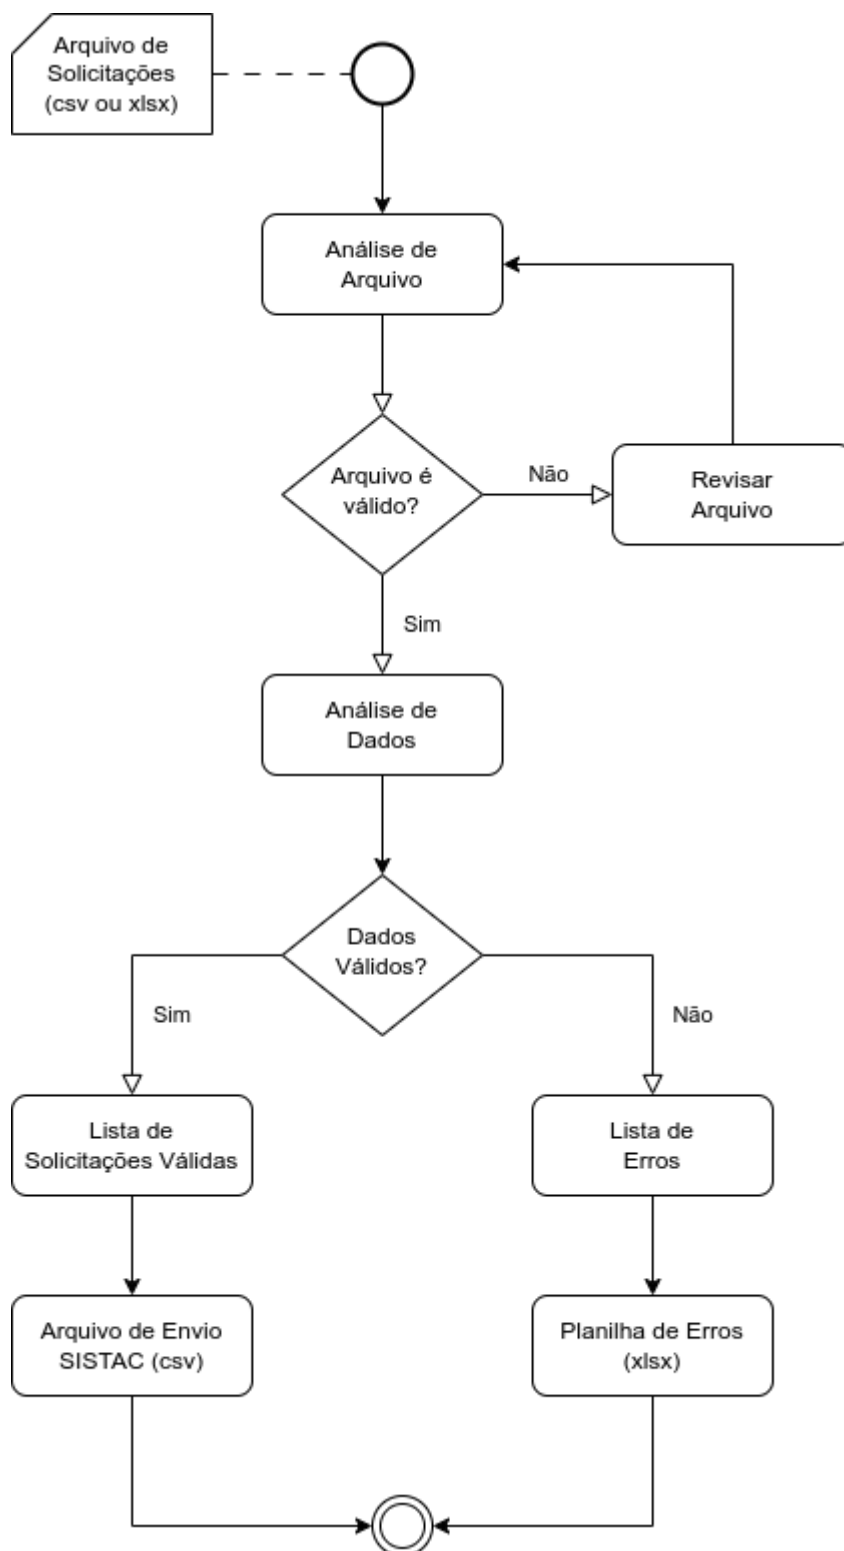 Arquivo de
Solicitações
(csv ou xlsx)
Análise de
Arquivo
Arquivo é
válido?
Não
Revisar
Arquivo
Sim
Análise de
Dados
Dados
Válidos?
Sim
Não
Lista de
Solicitações Válidas
Lista de
Erros
Arquivo de Envio
SISTAC (csv)
Planilha de Erros
(xlsx)